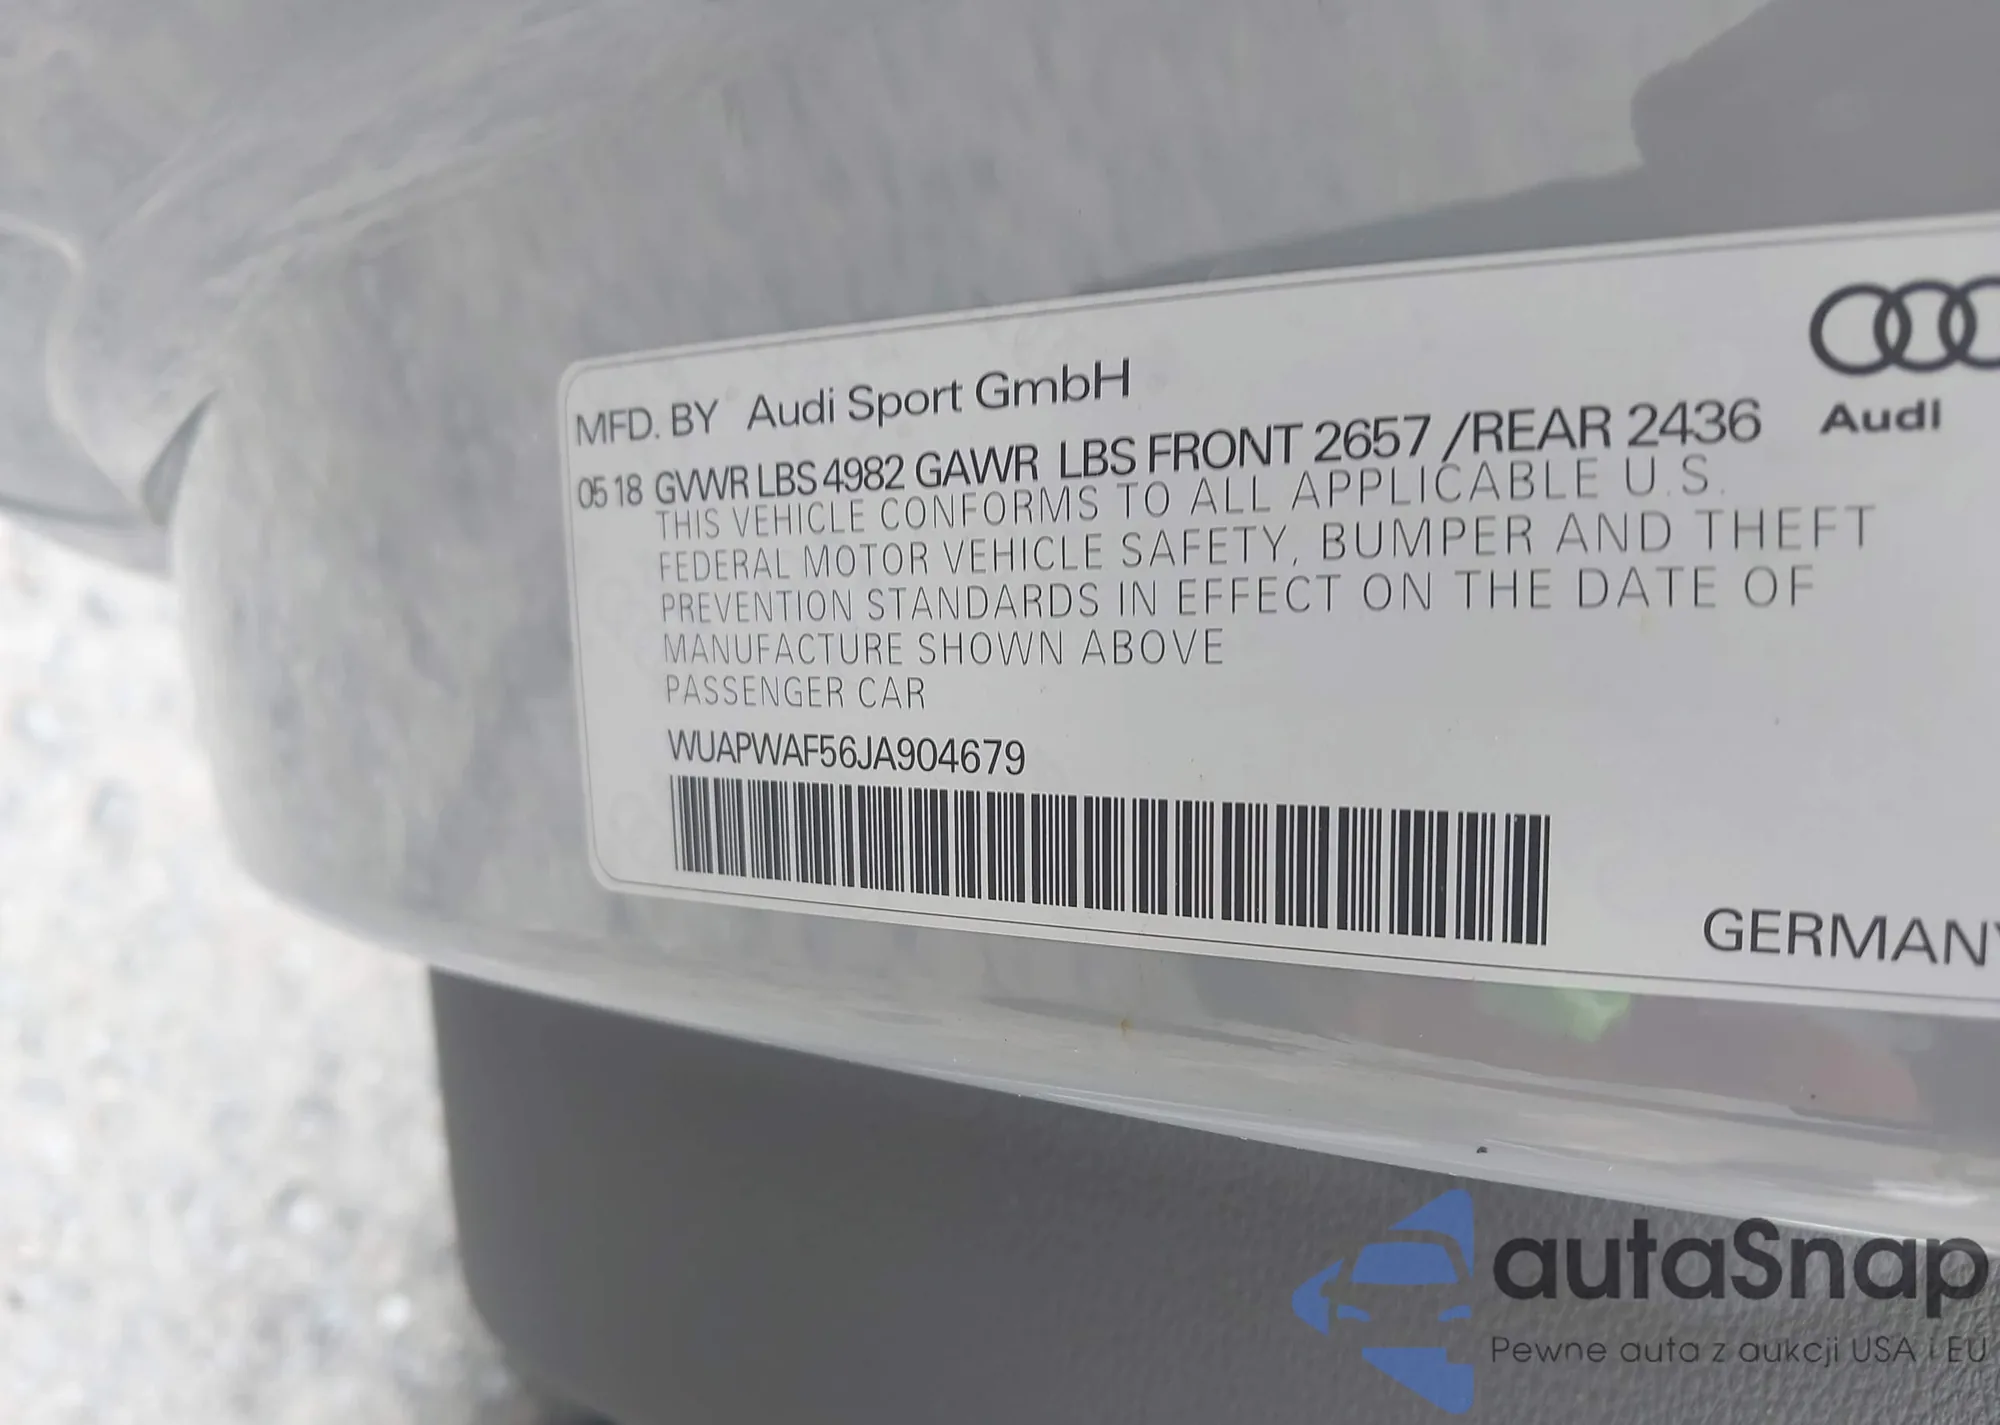 MFD. BY Audi Sport GmbH
0518 GVWR LBS 4982 GAWR LBS FRONT 2657 /REAR 2436
Audi
THIS VEHICLE CONFORMS TO ALL APPLICABLE U.S.
FEDERAL MOTOR VEHICLE SAFETY, BUMPER AND THEFT
PREVENTION STANDARDS IN EFFECT ON THE DATE OF
MANUFACTURE SHOWN ABOVE
PASSENGER CAR
WUAPWAF56JA904679
GERMANY
autaSnap
Pewne auta z aukcji USA i EU